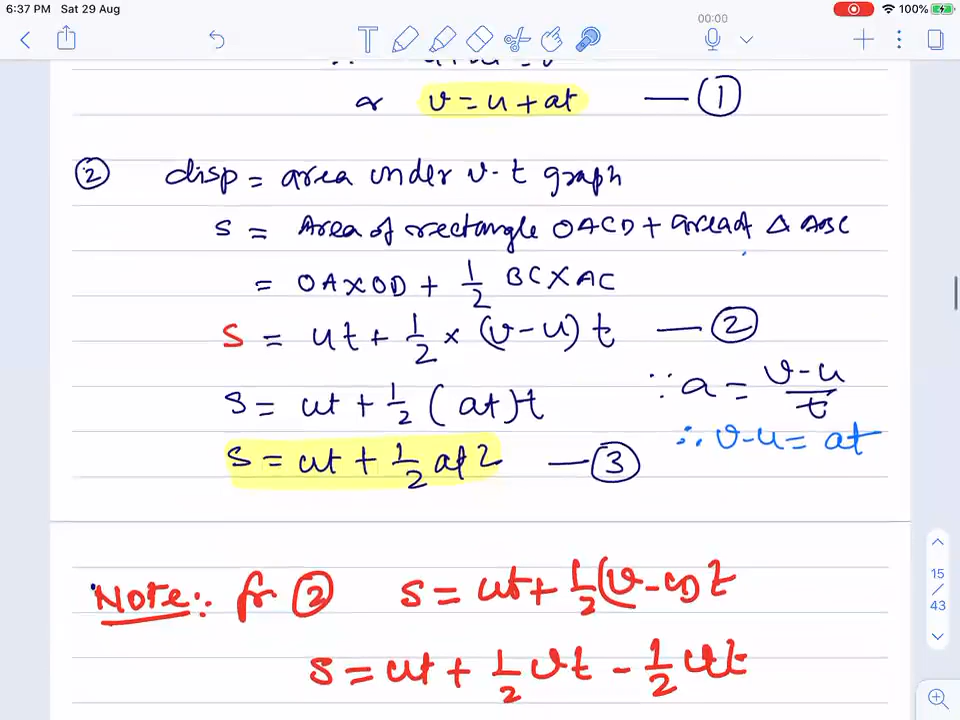 6:37 PM Sat 29 Aug
100%
00:00
or v = u + at — ①
② disp = area under v-t graph
s = Area of rectangle OACD + area of Δ ABC
= OA×OD + 1/2 BC×AC
s = ut + 1/2 × (v-u) t — ②
s = ut + 1/2 (at)t
∵ a = v-u/t
∴ v-u = at
s = ut + 1/2 at2 — ③
Note:. fr ② s = ut + 1/2 (v-u) t
s = ut + 1/2 vt - 1/2 ut
15
/
43